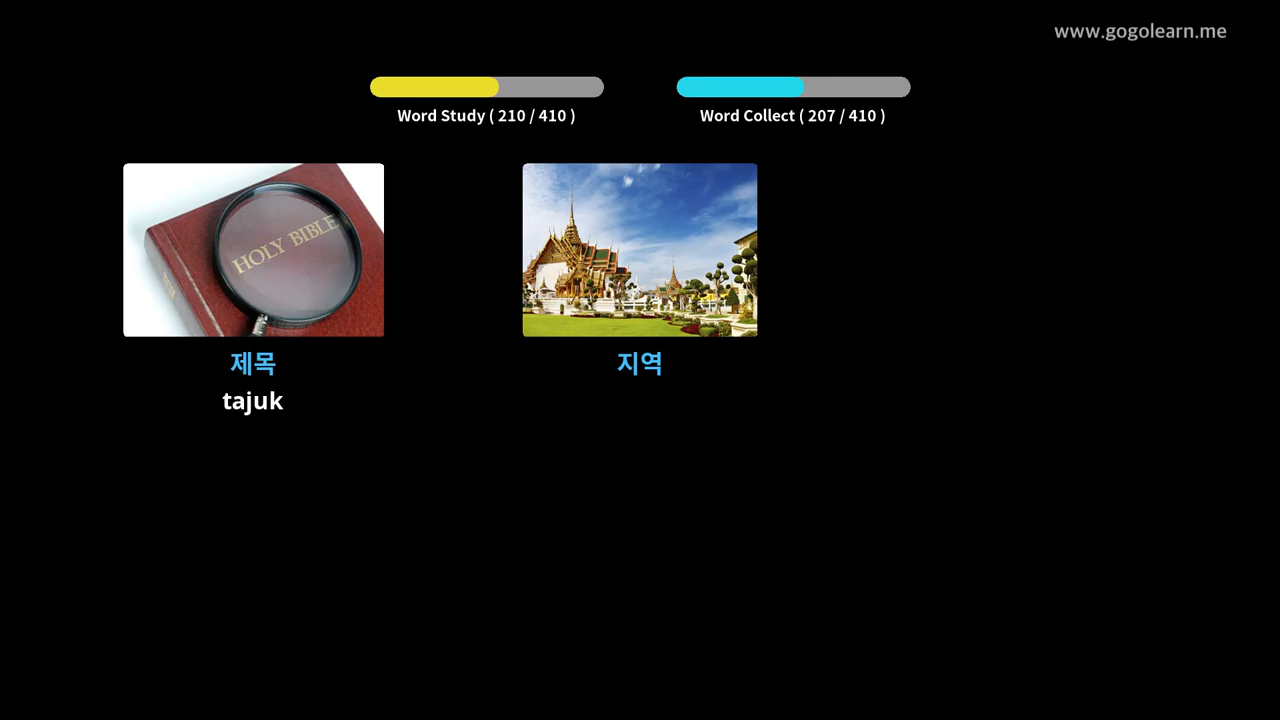 www.gogolearn.me
Word Study ( 210 / 410 )
Word Collect ( 207 / 410 )
HOLY BIBLE
제목
지역
tajuk